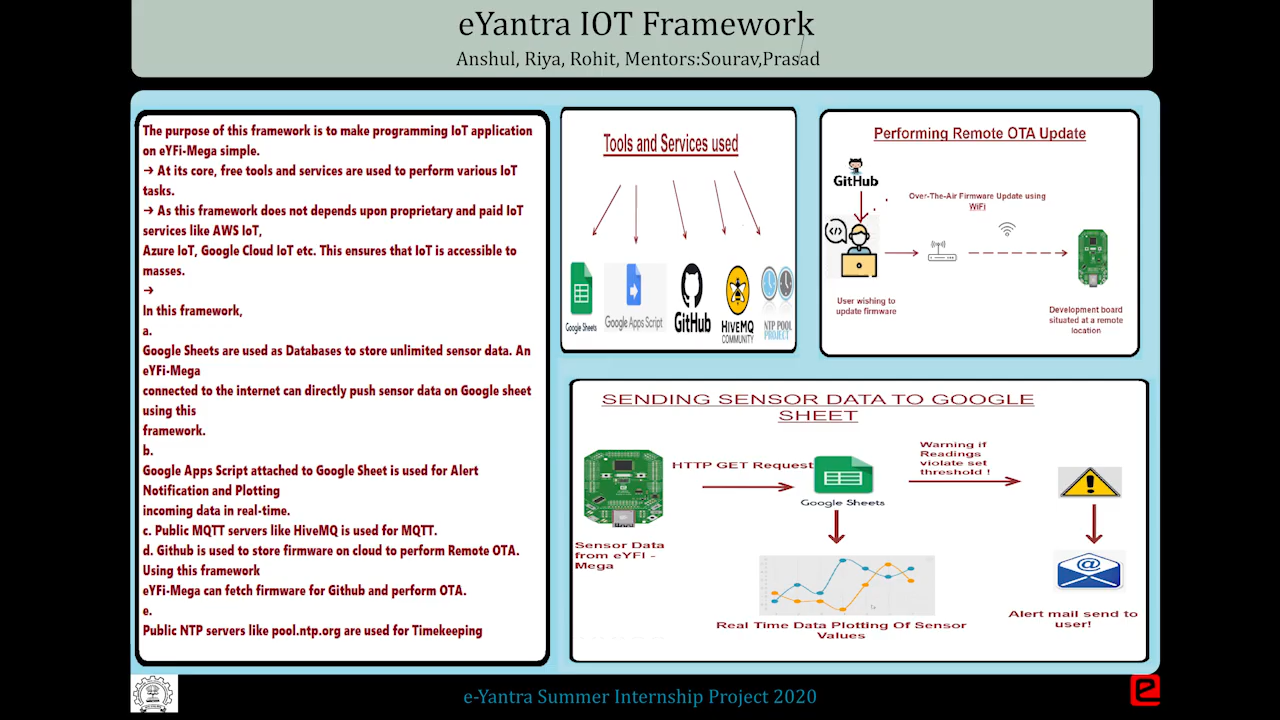 eYantra IOT Framework
Anshul, Riya, Rohit, Mentors:Sourav,Prasad
The purpose of this framework is to make programming IoT application
on eYFi-Mega simple.
→ At its core, free tools and services are used to perform various IoT
tasks.
→ As this framework does not depends upon proprietary and paid IoT
services like AWS IoT,
Azure IoT, Google Cloud IoT etc. This ensures that IoT is accessible to
masses.
→
In this framework,
a.
Google Sheets are used as Databases to store unlimited sensor data. An
eYFi-Mega
connected to the internet can directly push sensor data on Google sheet
using this
framework.
b.
Google Apps Script attached to Google Sheet is used for Alert
Notification and Plotting
incoming data in real-time.
c. Public MQTT servers like HiveMQ is used for MQTT.
d. Github is used to store firmware on cloud to perform Remote OTA.
Using this framework
eYFi-Mega can fetch firmware for Github and perform OTA.
e.
Public NTP servers like pool.ntp.org are used for Timekeeping
Tools and Services used
Google Sheets
Google Apps Script
GitHub
HIVEMQ
COMMUNITY
NTP POOL
PROJECT
Performing Remote OTA Update
GitHub
Over-The-Air Firmware Update using
WiFi
User wishing to
update firmware
Development board
situated at a remote
location
SENDING SENSOR DATA TO GOOGLE
SHEET
HTTP GET Request
Google Sheets
Warning if
Readings
violate set
threshold !
Sensor Data
from eYFI -
Mega
Real Time Data Plotting Of Sensor
Values
Alert mail send to
user!
e-Yantra Summer Internship Project 2020